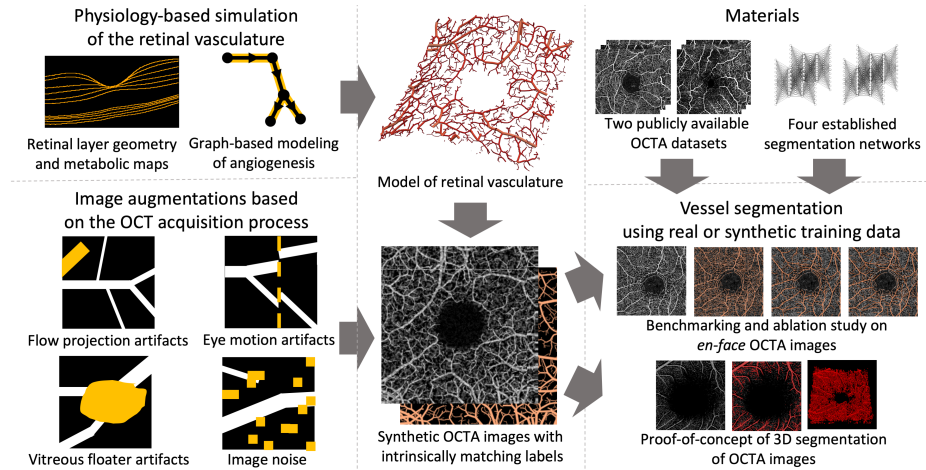 Physiology-based simulation
of the retinal vasculature
Retinal layer geometry
and metabolic maps
Graph-based modeling
of angiogenesis
Image augmentations based
on the OCT acquisition process
Flow projection artifacts
Eye motion artifacts
Vitreous floater artifacts
Image noise
Model of retinal vasculature
Synthetic OCTA images with
intrinsically matching labels
Materials
Two publicly available
OCTA datasets
Four established
segmentation networks
Vessel segmentation
using real or synthetic training data
Benchmarking and ablation study on
en-face OCTA images
Proof-of-concept of 3D segmentation
of OCTA images